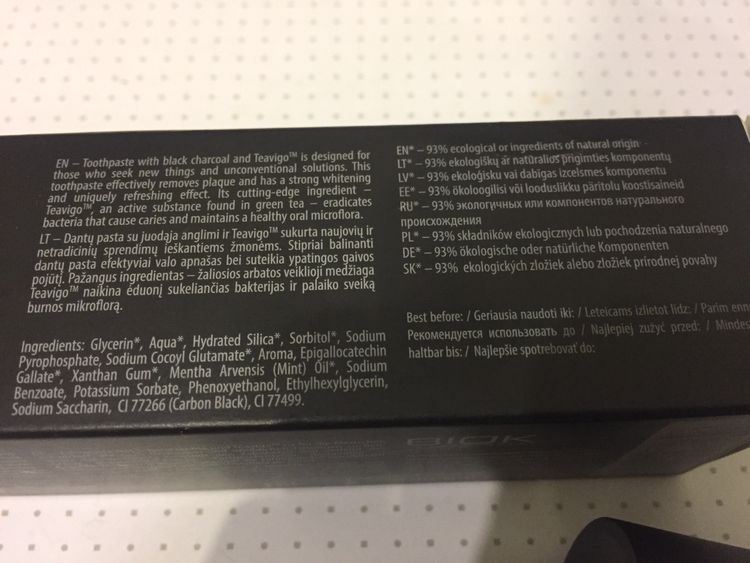 EN – Toothpaste with black charcoal and Teavigo™ is designed for
those who seek new things and unconventional solutions. This
toothpaste effectively removes plaque and has a strong whitening
and uniquely refreshing effect. Its cutting-edge ingredient –
Teavigo™, an active substance found in green tea – eradicates
bacteria that cause caries and maintains a healthy oral microflora.
LT – Dantų pasta su juodąja anglimi ir Teavigo™ sukurta naujovių ir
netradicinių sprendimų ieškantiems žmonėms. Stipriai balinanti
dantų pasta efektyviai valo apnašas bei suteikia ypatingos gaivos
pojūtį. Pažangus ingredientas – žaliosios arbatos veiklioji medžiaga
Teavigo™ naikina ėduonį sukeliančias bakterijas ir palaiko sveiką
burnos mikroflorą.
Ingredients: Glycerin*, Aqua*, Hydrated Silica*, Sorbitol*, Sodium
Pyrophosphate, Sodium Cocoyl Glutamate*, Aroma, Epigallocatechin
Gallate*, Xanthan Gum*, Mentha Arvensis (Mint) Oil*, Sodium
Benzoate, Potassium Sorbate, Phenoxyethanol, Ethylhexylglycerin,
Sodium Saccharin, CI 77266 (Carbon Black), CI 77499.
EN* – 93% ecological or ingredients of natural origin
LT* – 93% ekologiškų ar natūralios prigimties komponentų
LV* – 93% ekoloģisku vai dabīgas izcelsmes komponentu
EE* – 93% ökoloogilisi või looduslikku päritolu koostisaineid
RU* – 93% экологичных или компонентов натурального
происхождения
PL* – 93% składników ekologicznych lub pochodzenia naturalnego
DE* – 93% ökologische oder natürliche Komponenten
SK* – 93% ekologických zložiek alebo zložiek prírodnej povahy
Best before: / Geriausia naudoti iki: / Leteicams izlietot līdz: / Parim enn
Рекомендуется использовать до / Najlepiej zużyć przed: / Mindes
haltbar bis: / Najlepšie spotrebovať do:
BIOK